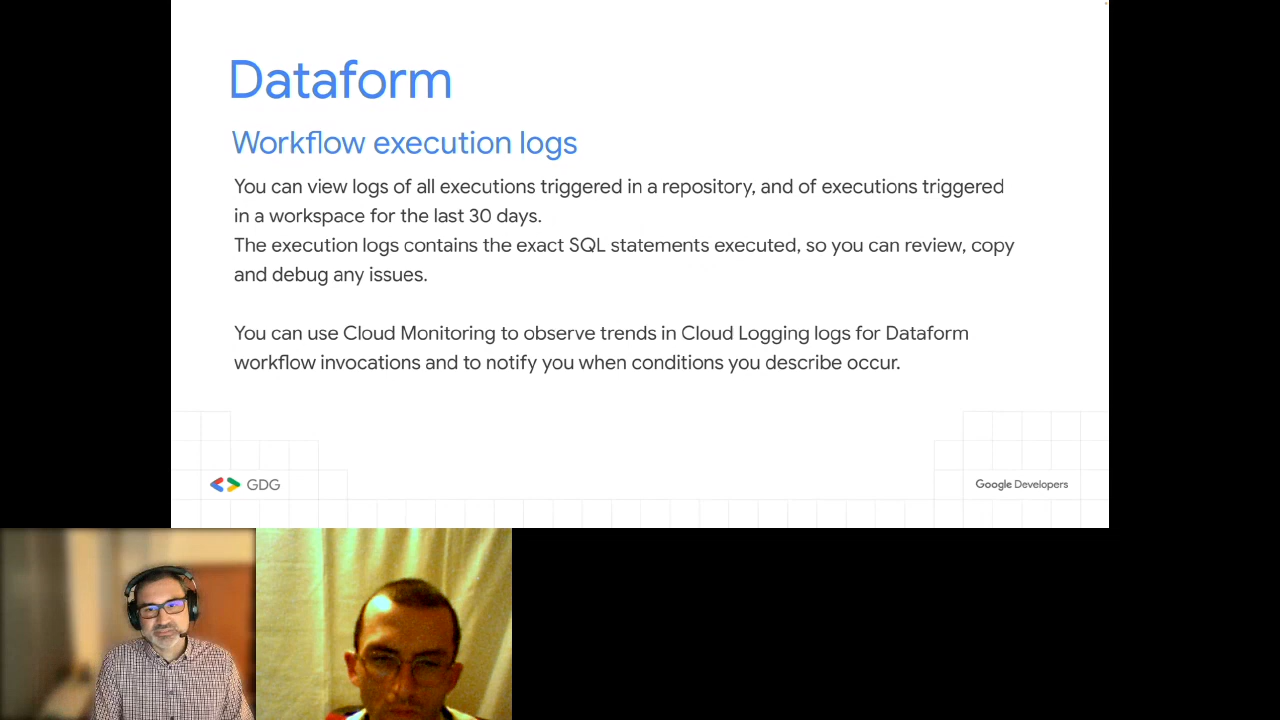 Dataform
Workflow execution logs
You can view logs of all executions triggered in a repository, and of executions triggered
in a workspace for the last 30 days.
The execution logs contains the exact SQL statements executed, so you can review, copy
and debug any issues.
You can use Cloud Monitoring to observe trends in Cloud Logging logs for Dataform
workflow invocations and to notify you when conditions you describe occur.
GDG
Google Developers